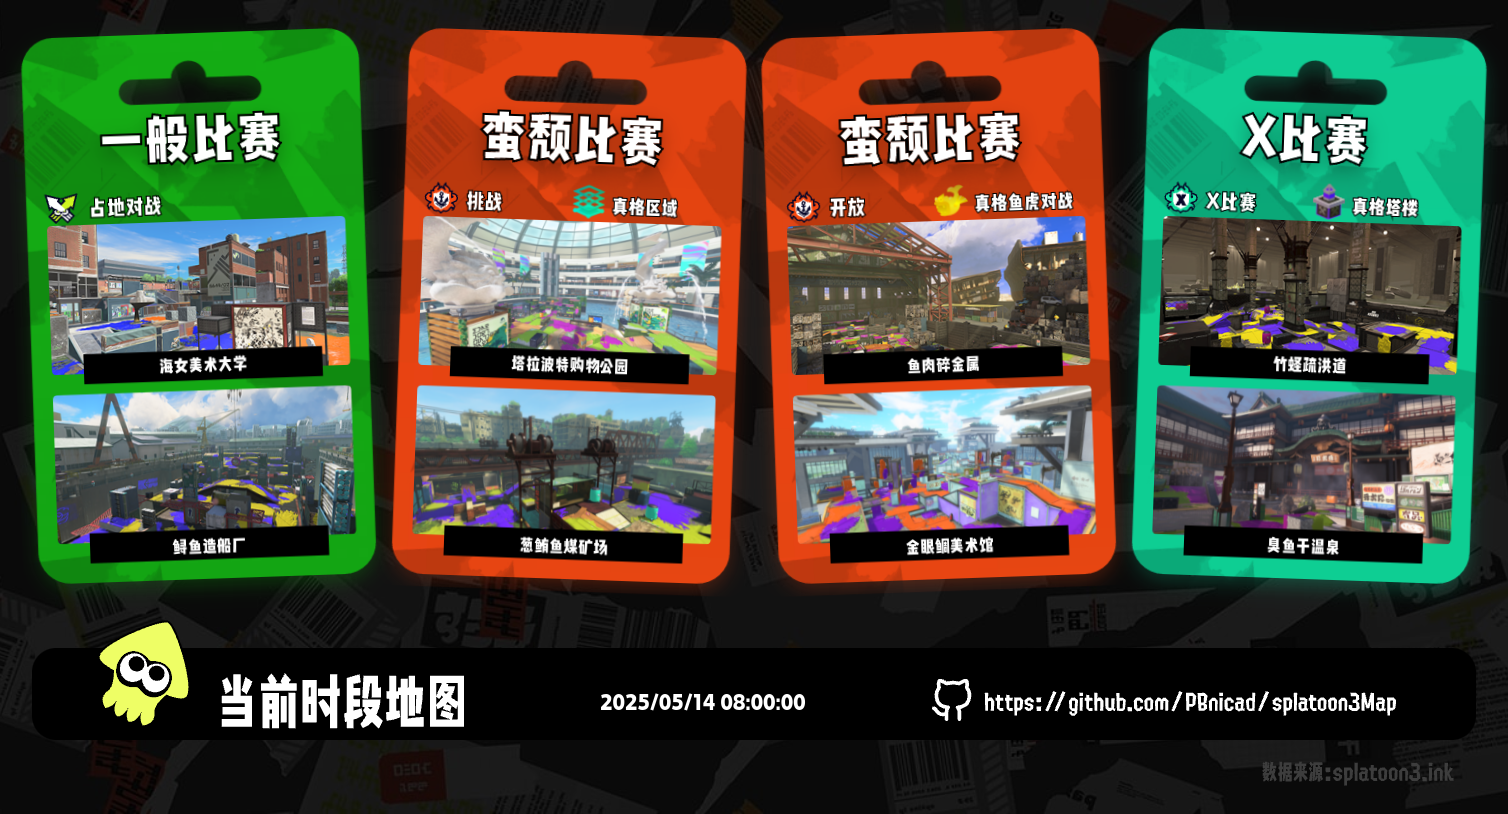 一般比赛
占地对战
海女美术大学
鲟鱼造船厂
蛮颓比赛
挑战
真格区域
塔拉波特购物公园
葱鲔鱼煤矿场
蛮颓比赛
开放
真格鱼虎对战
鱼肉碎金属
金眼鲷美术馆
X比赛
X比赛
真格塔楼
竹蛏疏洪道
臭鱼干温泉
当前时段地图
2025/05/14 08:00:00
https://github.com/PBnicad/splatoon3Map
数据来源:splatoon3.ink